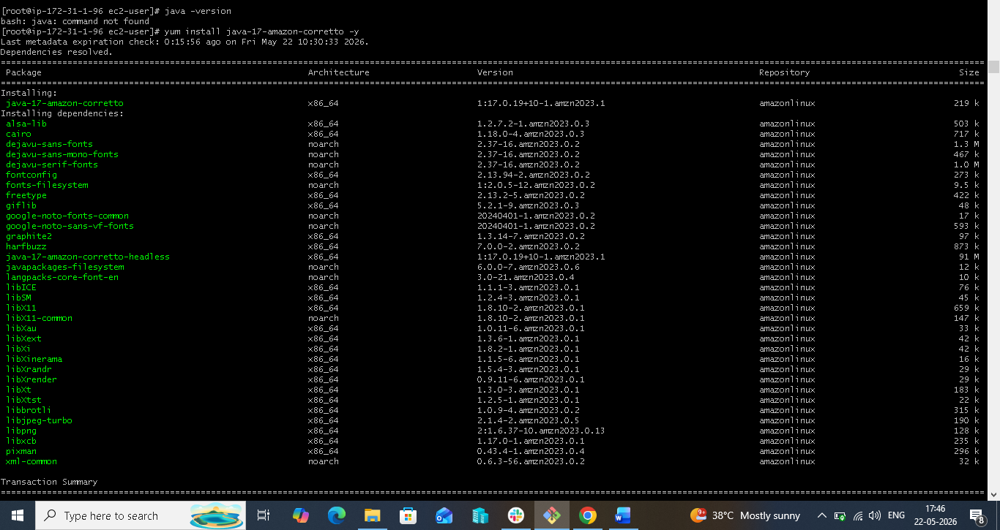 [root@ip-172-31-1-96 ec2-user]# java -version
bash: java: command not found
[root@ip-172-31-1-96 ec2-user]# yum install java-17-amazon-corretto -y
Last metadata expiration check: 0:15:56 ago on Fri May 22 10:30:33 2026.
Dependencies resolved.
Package Architecture Version Repository Size
Installing:
java-17-amazon-corretto x86_64 1:17.0.19+10-1.amzn2023.1 amazonlinux 219 k
Installing dependencies:
alsa-lib x86_64 1.2.7.2-1.amzn2023.0.3 amazonlinux 503 k
cairo x86_64 1.18.0-4.amzn2023.0.3 amazonlinux 717 k
dejavu-sans-fonts noarch 2.37-16.amzn2023.0.2 amazonlinux 1.3 M
dejavu-sans-mono-fonts noarch 2.37-16.amzn2023.0.2 amazonlinux 467 k
dejavu-serif-fonts noarch 2.37-16.amzn2023.0.2 amazonlinux 1.0 M
fontconfig x86_64 2.13.94-2.amzn2023.0.2 amazonlinux 273 k
fonts-filesystem noarch 1:2.0.5-12.amzn2023.0.2 amazonlinux 9.5 k
freetype x86_64 2.13.2-5.amzn2023.0.2 amazonlinux 422 k
giflib x86_64 5.2.1-9.amzn2023.0.3 amazonlinux 48 k
google-noto-fonts-common noarch 20240401-1.amzn2023.0.2 amazonlinux 17 k
google-noto-sans-vf-fonts noarch 20240401-1.amzn2023.0.2 amazonlinux 593 k
graphite2 x86_64 1.3.14-7.amzn2023.0.2 amazonlinux 97 k
harfbuzz x86_64 7.0.0-2.amzn2023.0.2 amazonlinux 873 k
java-17-amazon-corretto-headless x86_64 1:17.0.19+10-1.amzn2023.1 amazonlinux 91 M
javapackages-filesystem noarch 6.0.0-7.amzn2023.0.6 amazonlinux 12 k
langpacks-core-font-en noarch 3.0-21.amzn2023.0.4 amazonlinux 10 k
libICE x86_64 1.1.1-3.amzn2023.0.1 amazonlinux 76 k
libSM x86_64 1.2.4-3.amzn2023.0.1 amazonlinux 45 k
libX11 x86_64 1.8.10-2.amzn2023.0.1 amazonlinux 659 k
libX11-common noarch 1.8.10-2.amzn2023.0.1 amazonlinux 147 k
libXau x86_64 1.0.11-6.amzn2023.0.1 amazonlinux 33 k
libXext x86_64 1.3.6-1.amzn2023.0.1 amazonlinux 42 k
libXi x86_64 1.8.2-1.amzn2023.0.1 amazonlinux 42 k
libXinerama x86_64 1.1.5-6.amzn2023.0.1 amazonlinux 16 k
libXrandr x86_64 1.5.4-3.amzn2023.0.1 amazonlinux 29 k
libXrender x86_64 0.9.11-6.amzn2023.0.1 amazonlinux 29 k
libXt x86_64 1.3.0-3.amzn2023.0.1 amazonlinux 183 k
libXtst x86_64 1.2.5-1.amzn2023.0.1 amazonlinux 22 k
libbrotli x86_64 1.0.9-4.amzn2023.0.2 amazonlinux 315 k
libjpeg-turbo x86_64 2.1.4-2.amzn2023.0.5 amazonlinux 190 k
libpng x86_64 2:1.6.37-10.amzn2023.0.13 amazonlinux 128 k
libxcb x86_64 1.17.0-1.amzn2023.0.1 amazonlinux 235 k
pixman x86_64 0.43.4-1.amzn2023.0.4 amazonlinux 296 k
xml-common noarch 0.6.3-56.amzn2023.0.2 amazonlinux 32 k
Transaction Summary
Type here to search 38°C Mostly sunny ENG 17:46
22-05-2026 8